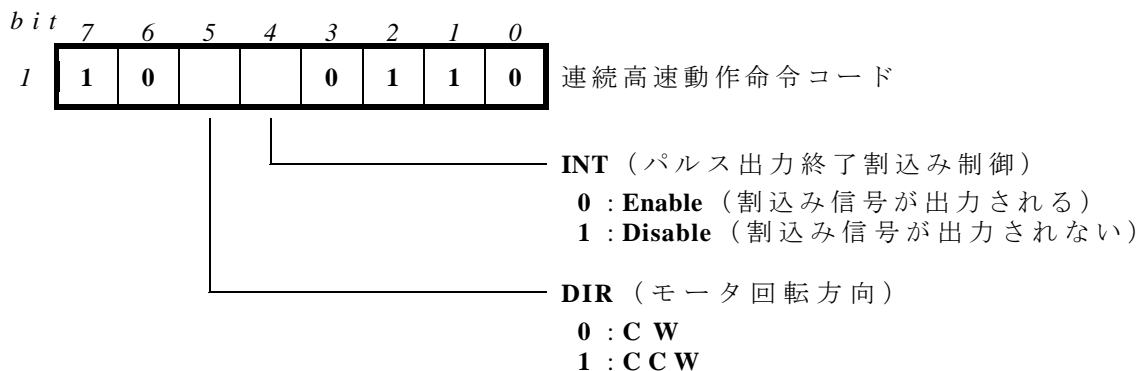 bit 7 6 5 4 3 2 1 0
1 1 0 0 1 1 0 連続高速動作命令コード
INT（パルス出力終了割込み制御）
0 : Enable（割込み信号が出力される）
1 : Disable（割込み信号が出力されない）
DIR（モータ回転方向）
0 : CW
1 : CCW